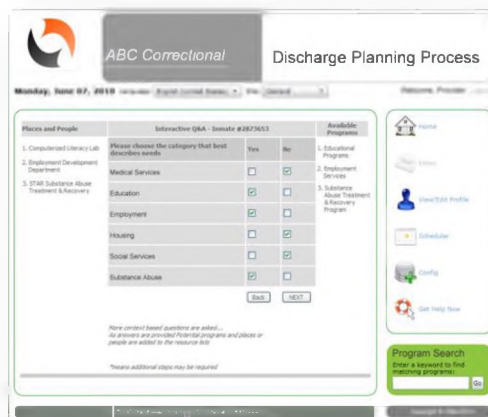 ABC Correctional
Discharge Planning Process
Monday, June 07, 2010
Welcome, Provider
Places and People
1. Computerized Literacy Lab
2. Employment Development
Department
3. STAR Substance Abuse
Treatment & Recovery
Interactive Q&A - Inmate #2873653
Please choose the category that best
describes needs
Yes
No
Medical Services
Education
Employment
Housing
Social Services
Substance Abuse
Back
NEXT
More context based questions are asked...
As answers are provided Potential programs and places or
people are added to the resource lists
*means additional steps may be required
Available
Programs
1. Educational
Programs
2. Employment
Services
3. Substance
Abuse Treatment
& Recovery
Program
Home
View/Edit Profile
Scheduler
Config
Get Help Now
Program Search
Enter a keyword to find
matching programs:
Go